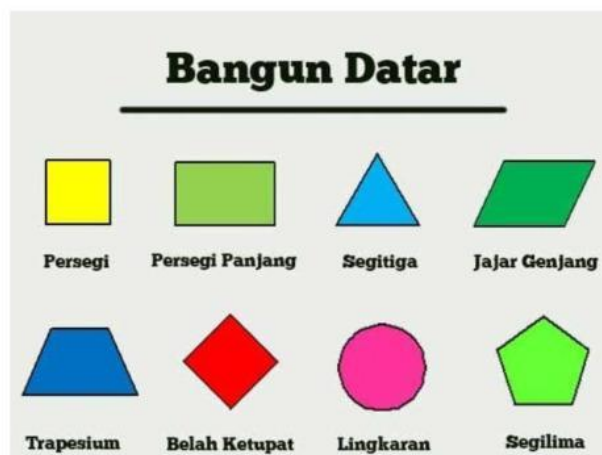 Bangun Datar
Persegi
Persegi Panjang
Segitiga
Jajar Genjang
Trapesium
Belah Ketupat
Lingkaran
Segilima